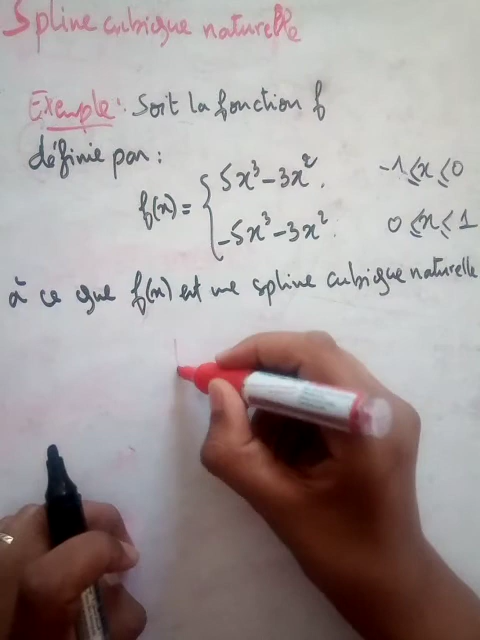 Spline cubique naturelle
Exemple: Soit la fonction f
définie par:
f(x) = { 5x³ - 3x². -1 ≤ x ≤ 0
-5x³ - 3x². 0 ≤ x ≤ 1
à ce que f(x) est une spline cubique naturelle